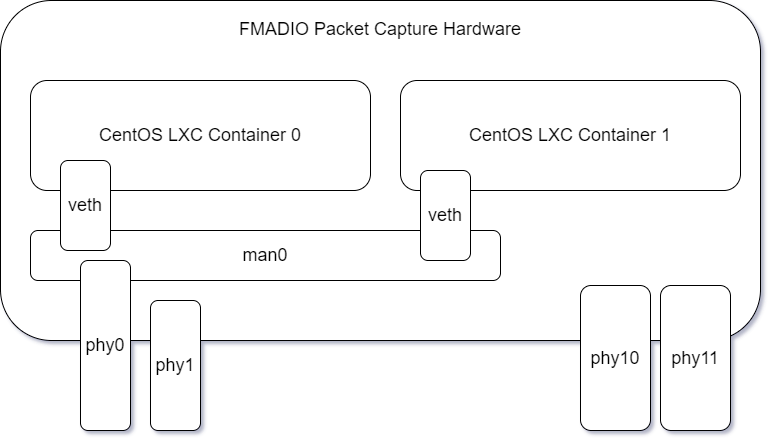 FMADIO Packet Capture Hardware
CentOS LXC Container 0
CentOS LXC Container 1
veth
veth
man0
phy0
phy1
phy10
phy11